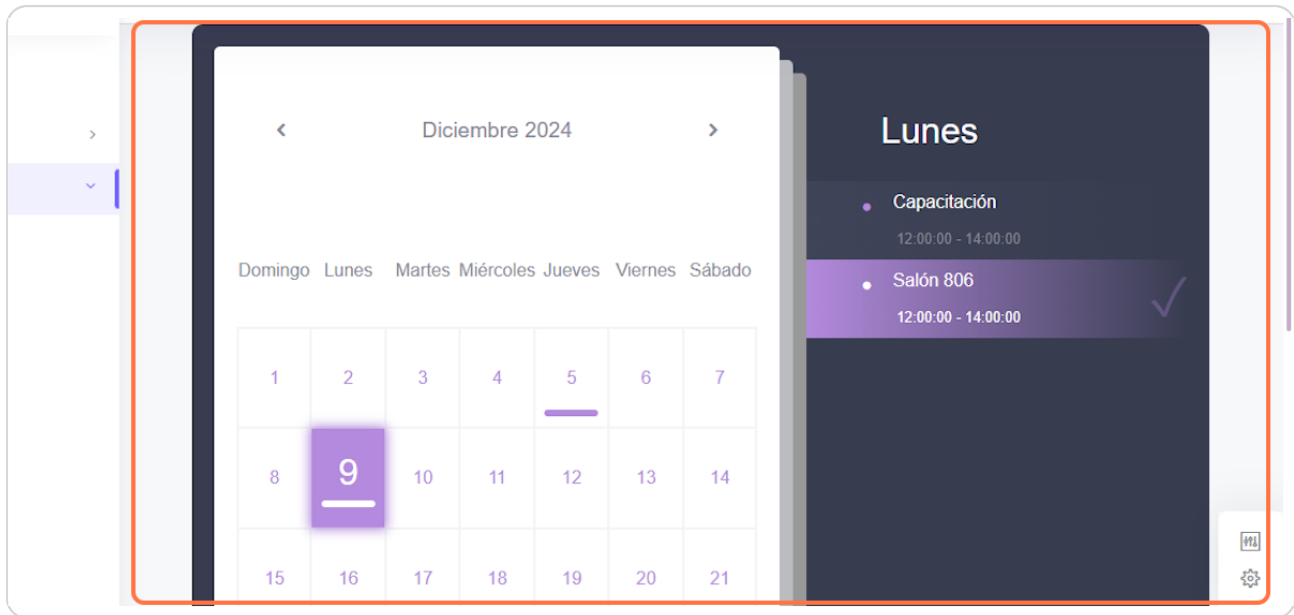 Diciembre 2024
Domingo Lunes Martes Miércoles Jueves Viernes Sábado
1 2 3 4 5 6 7
8 9 10 11 12 13 14
15 16 17 18 19 20 21
Lunes
Capacitación
12:00:00 - 14:00:00
Salón 806
12:00:00 - 14:00:00